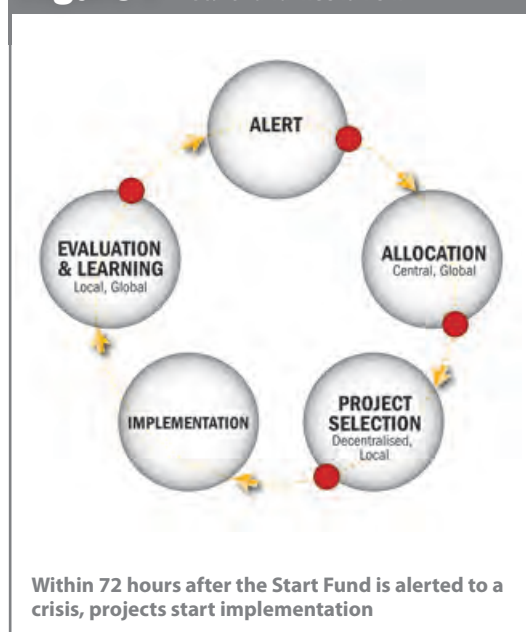 ALERT
ALLOCATION
Central, Global
PROJECT
SELECTION
Decentralised,
Local
IMPLEMENTATION
EVALUATION
& LEARNING
Local, Global
Within 72 hours after the Start Fund is alerted to a
crisis, projects start implementation